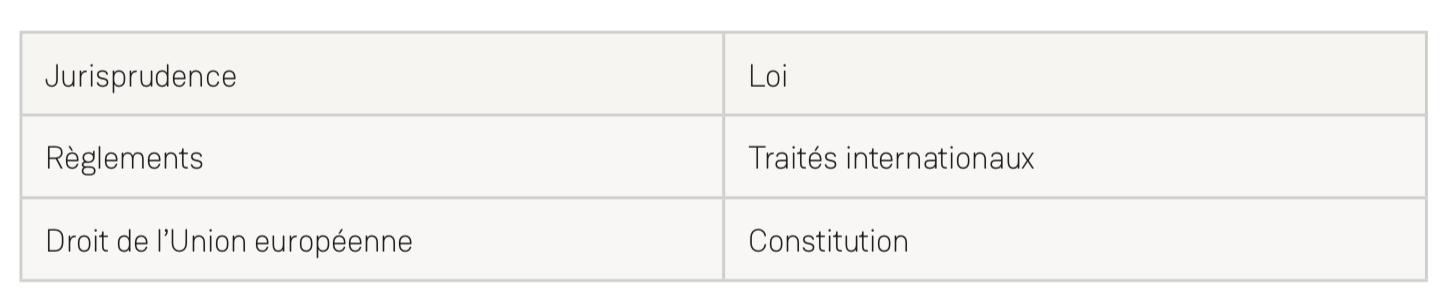 Jurisprudence
Loi
Règlements
Traités internationaux
Droit de l’Union européenne
Constitution